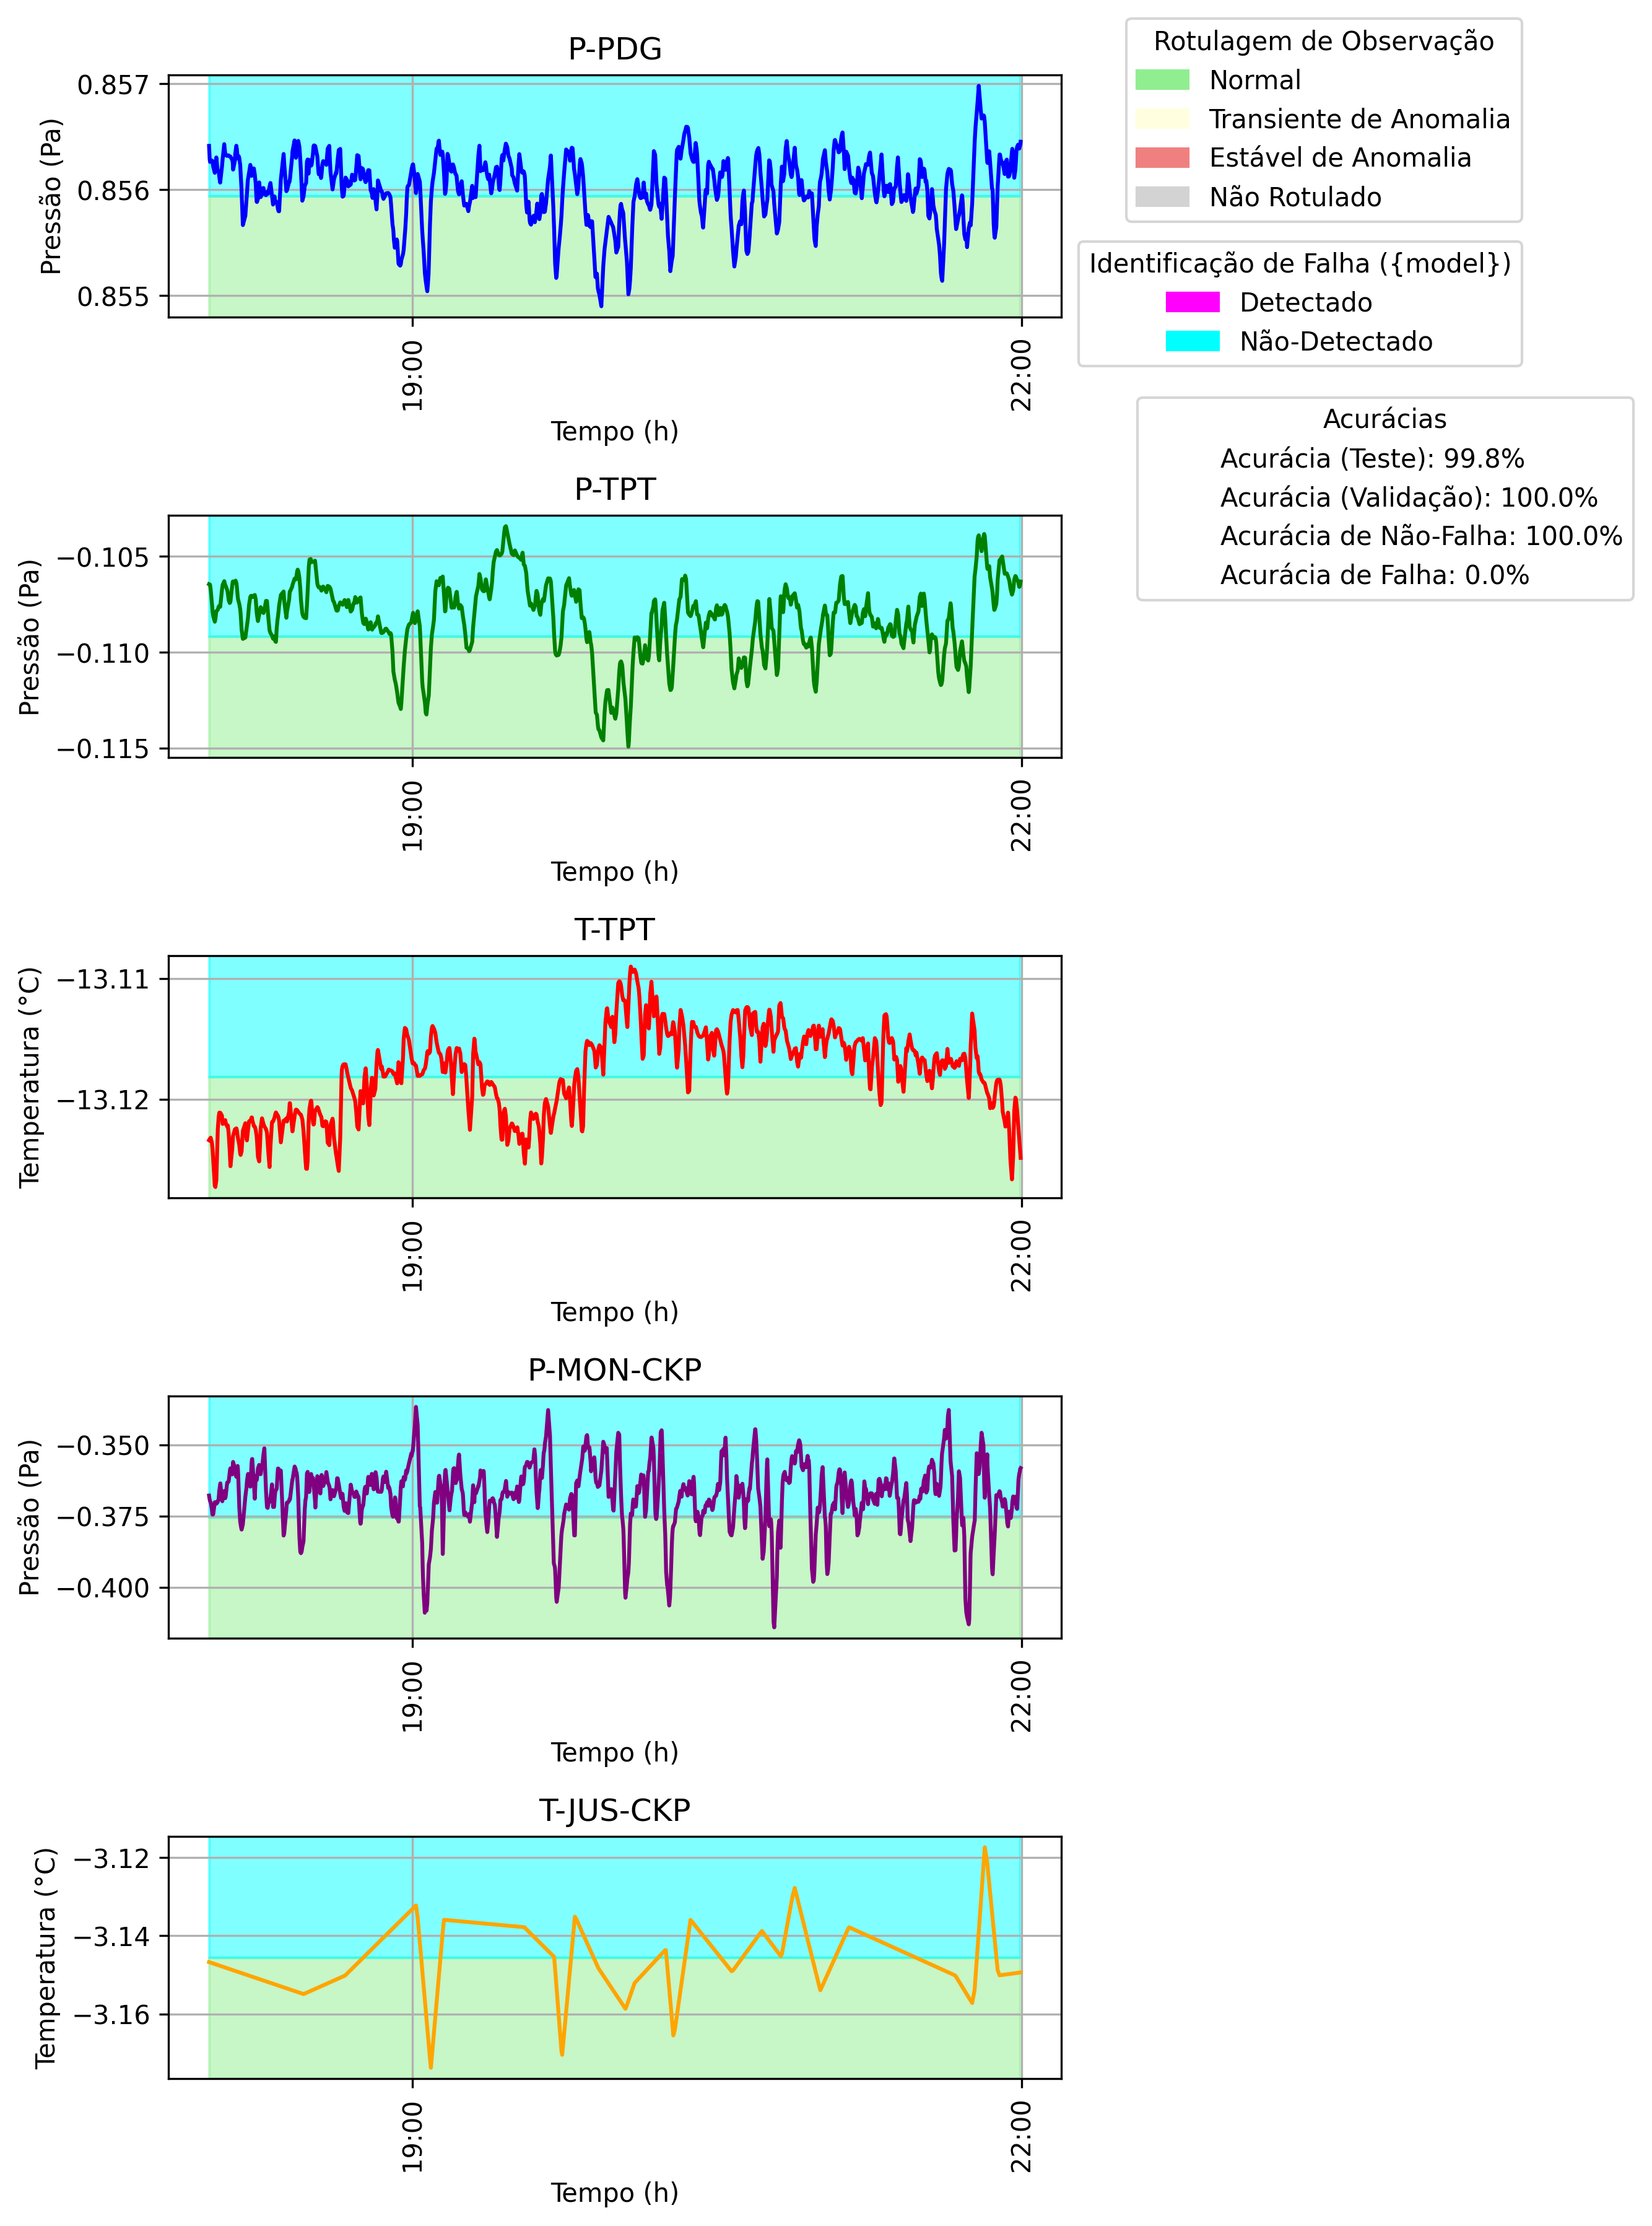 P-PDG
Pressão (Pa)
0.857
0.856
0.855
19:00
22:00
Tempo (h)
Rotulagem de Observação
Normal
Transiente de Anomalia
Estável de Anomalia
Não Rotulado
Identificação de Falha ({model})
Detectado
Não-Detectado
Acurácias
Acurácia (Teste): 99.8%
Acurácia (Validação): 100.0%
Acurácia de Não-Falha: 100.0%
Acurácia de Falha: 0.0%
P-TPT
Pressão (Pa)
−0.105
−0.110
−0.115
19:00
22:00
Tempo (h)
T-TPT
Temperatura (°C)
−13.11
−13.12
19:00
22:00
Tempo (h)
P-MON-CKP
Pressão (Pa)
−0.350
−0.375
−0.400
19:00
22:00
Tempo (h)
T-JUS-CKP
Temperatura (°C)
−3.12
−3.14
−3.16
19:00
22:00
Tempo (h)